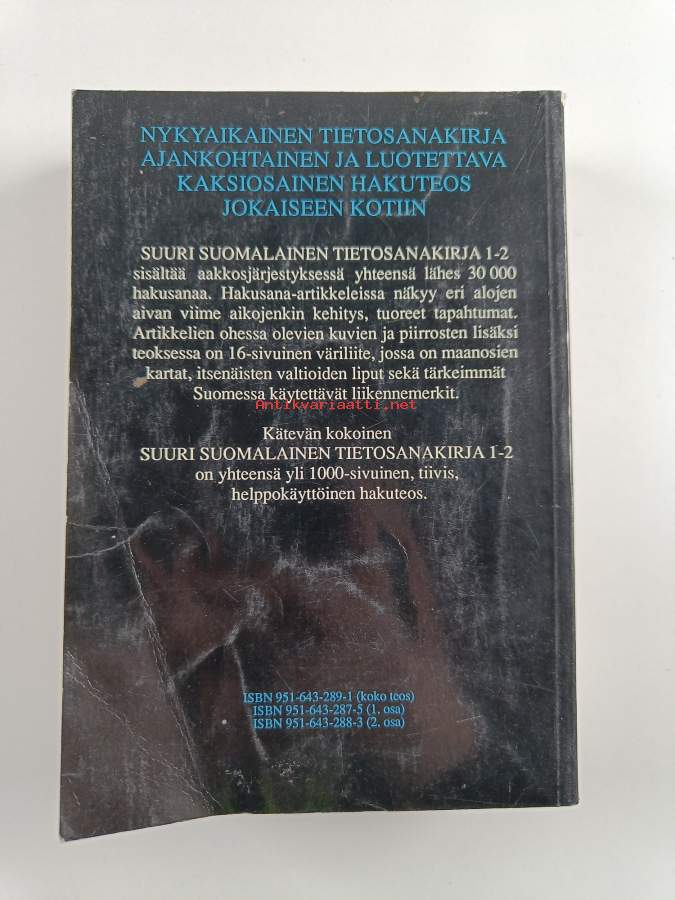 NYKYAIKAINEN TIETOSANAKIRJA
AJANKOHTAINEN JA LUOTETTAVA
KAKSIOSAINEN HAKUTEOS
JOKAISEEN KOTIIN
SUURI SUOMALAINEN TIETOSANAKIRJA 1-2
sisältää aakkosjärjestyksessä yhteensä lähes 30 000
hakusanaa. Hakusana-artikkeleissa näkyy eri alojen
aivan viime aikojenkin kehitys, tuoreet tapahtumat.
Artikkelien ohessa olevien kuvien ja piirrosten lisäksi
teoksessa on 16-sivuinen väriliite, jossa on maanosien
kartat, itsenäisten valtioiden liput sekä tärkeimmät
Suomessa käytettävät liikennemerkit.
Antikvariaatti.net
Kätevän kokoinen
SUURI SUOMALAINEN TIETOSANAKIRJA 1-2
on yhteensä yli 1000-sivuinen, tiivis,
helppokäyttöinen hakuteos.
ISBN 951-643-289-1 (koko teos)
ISBN 951-643-287-5 (1. osa)
ISBN 951-643-288-3 (2. osa)